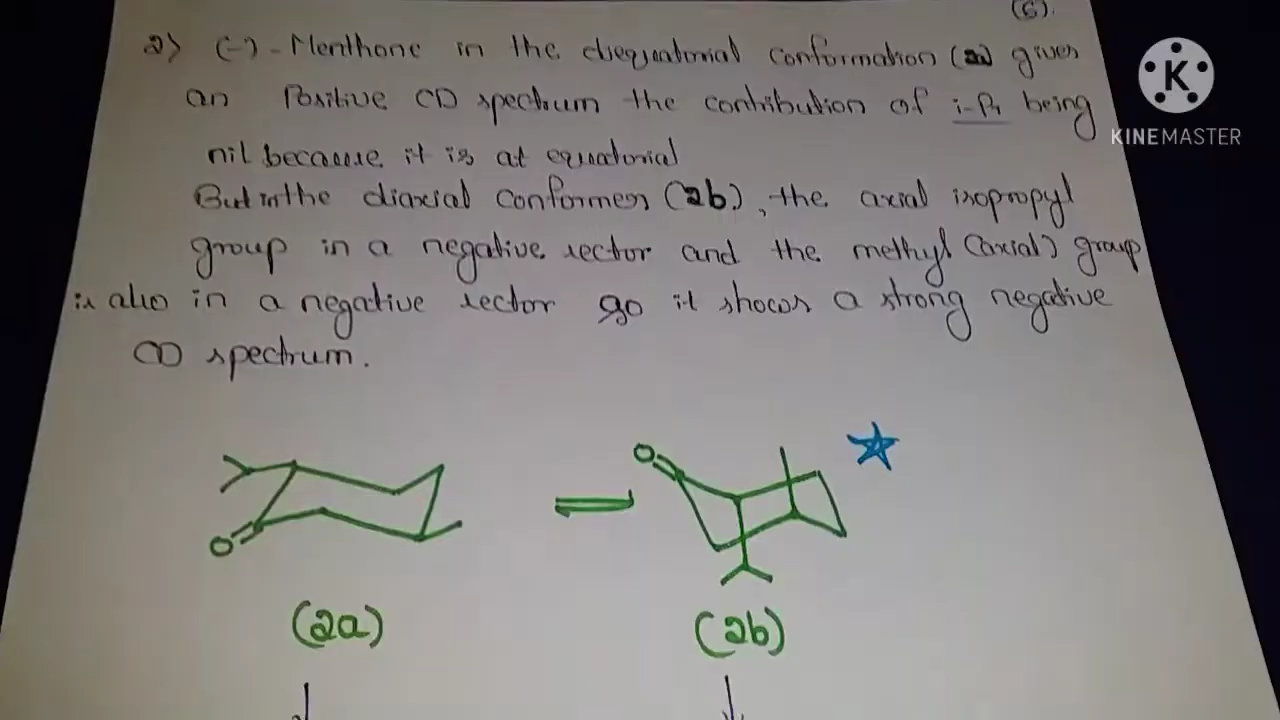 (6).
2) (-)-Menthone in the diequatorial conformation (2a) gives
an Positive CD spectrum the contribution of i-Pr being
nil because it is at equatorial
But in the diaxial conformer (2b), the axial isopropyl
group in a negative sector and the methyl (axial) group
is also in a negative sector so it shows a strong negative
CD spectrum.
K
KINEMASTER
O
O
(2a)
(2b)